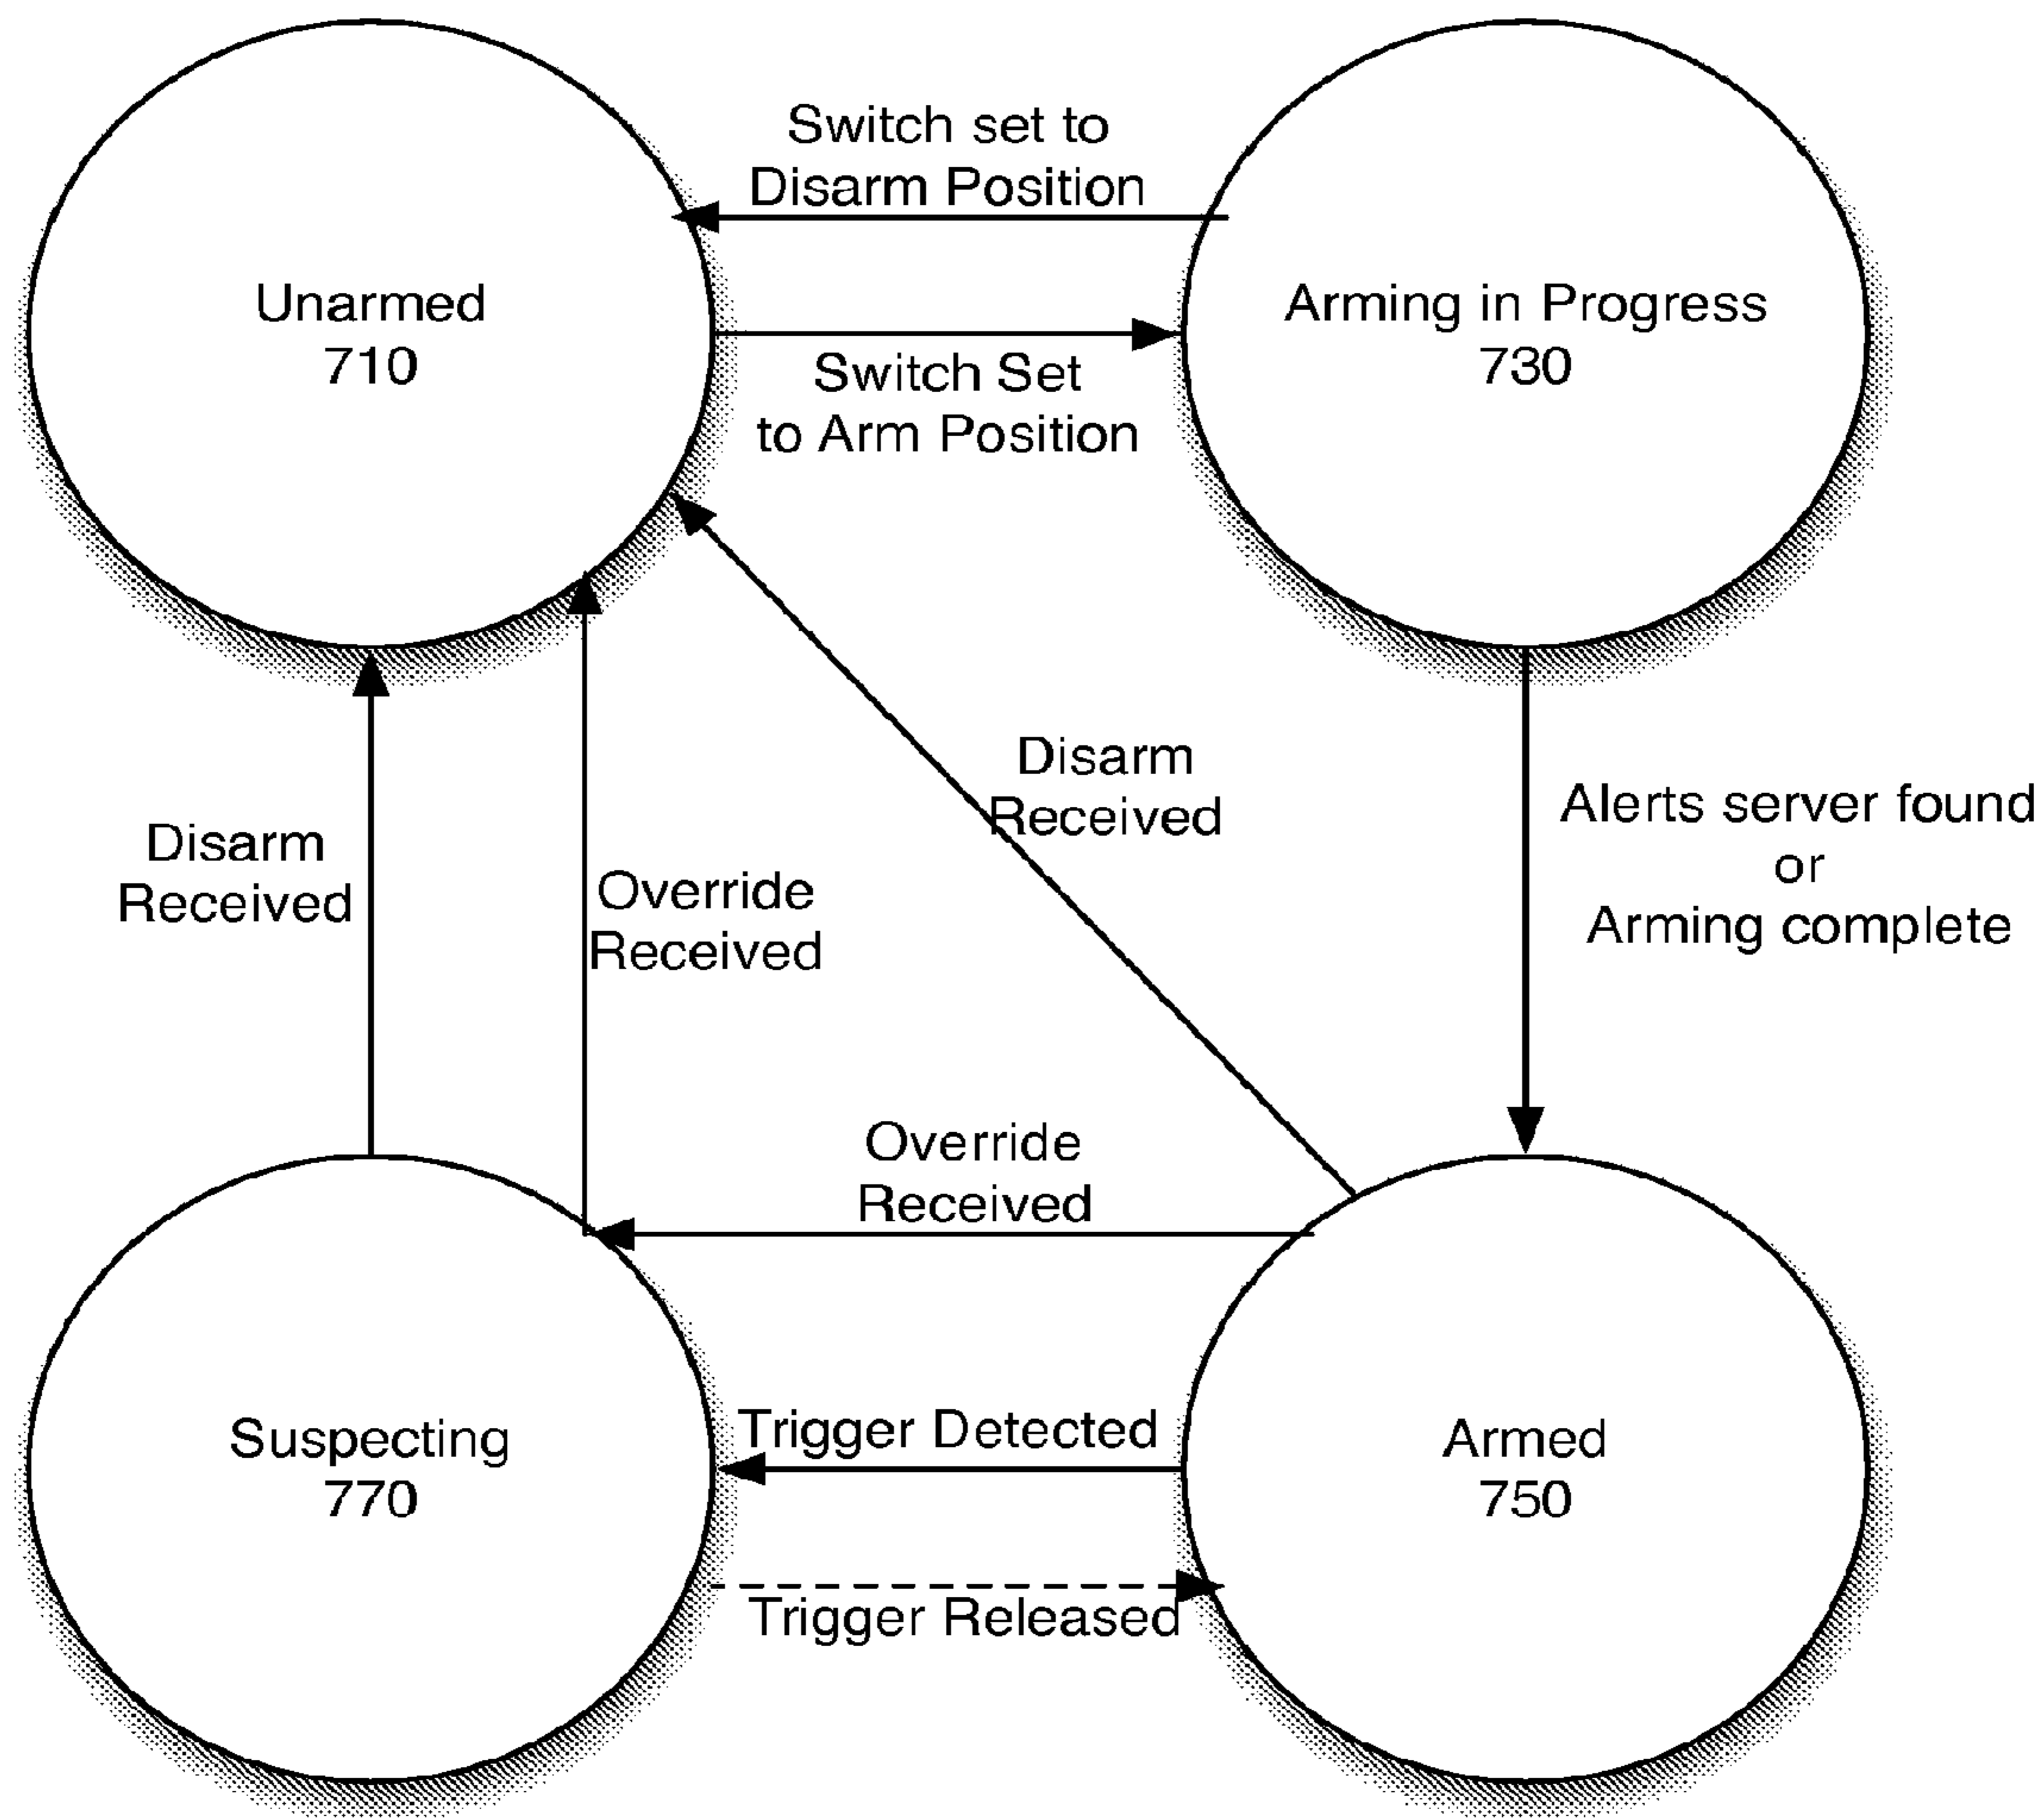 Switch set to
Disarm Position
Unarmed
710
Arming in Progress
730
Switch Set
to Arm Position
Disarm
Received
Alerts server found
or
Arming complete
Disarm
Received
Override
Received
Override
Received
Trigger Detected
Suspecting
770
Armed
750
Trigger Released